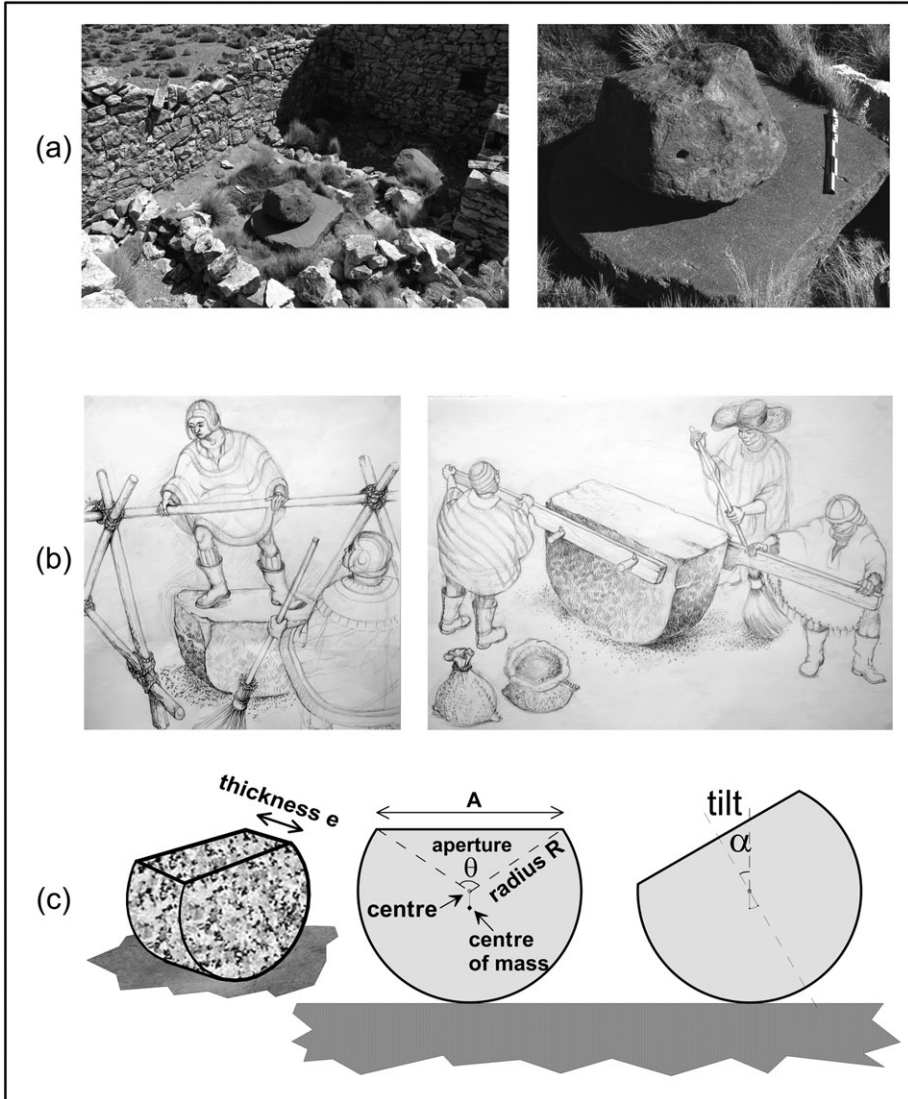 (a)
(b)
(c)
thickness e
A
aperture
θ
radius R
centre
centre
of mass
tilt
α